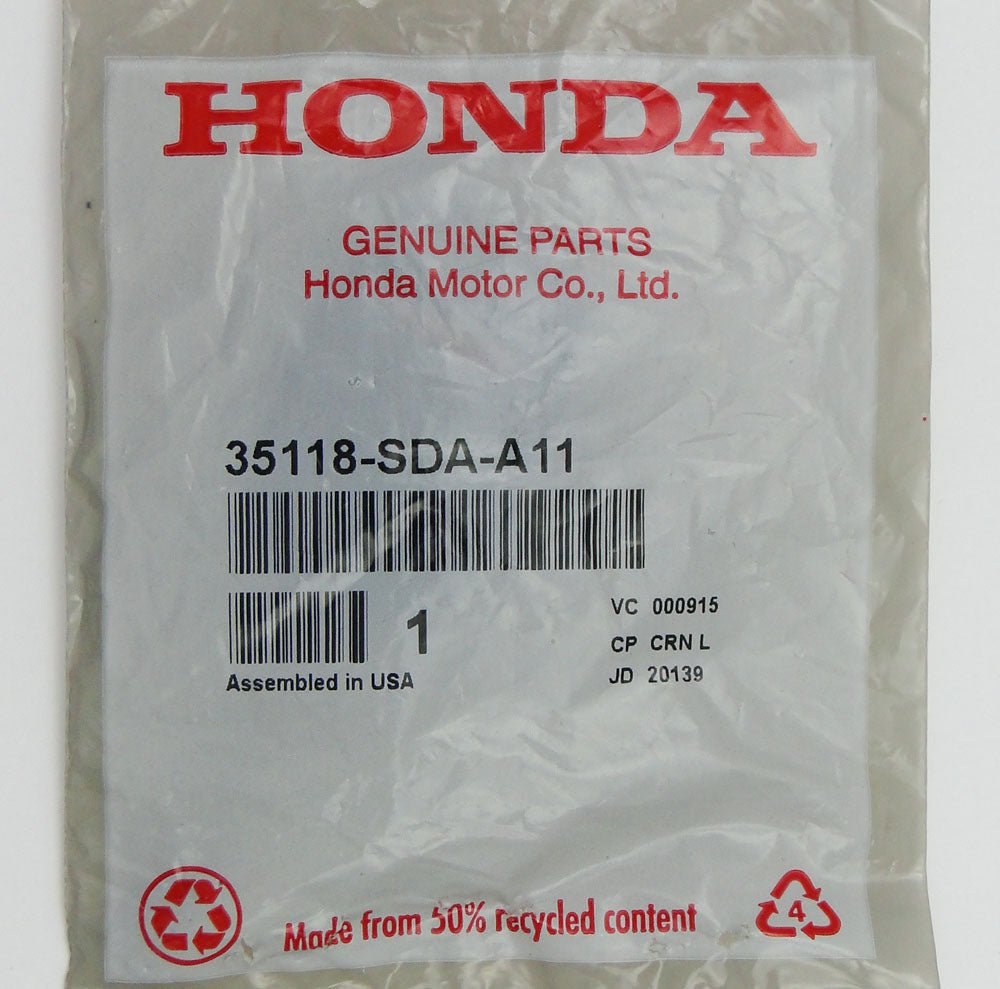 HONDA
GENUINE PARTS
Honda Motor Co., Ltd.
35118-SDA-A11
1
VC 000915
CP CRN L
Assembled in USA
JD 20139
Made from 50% recycled content
4